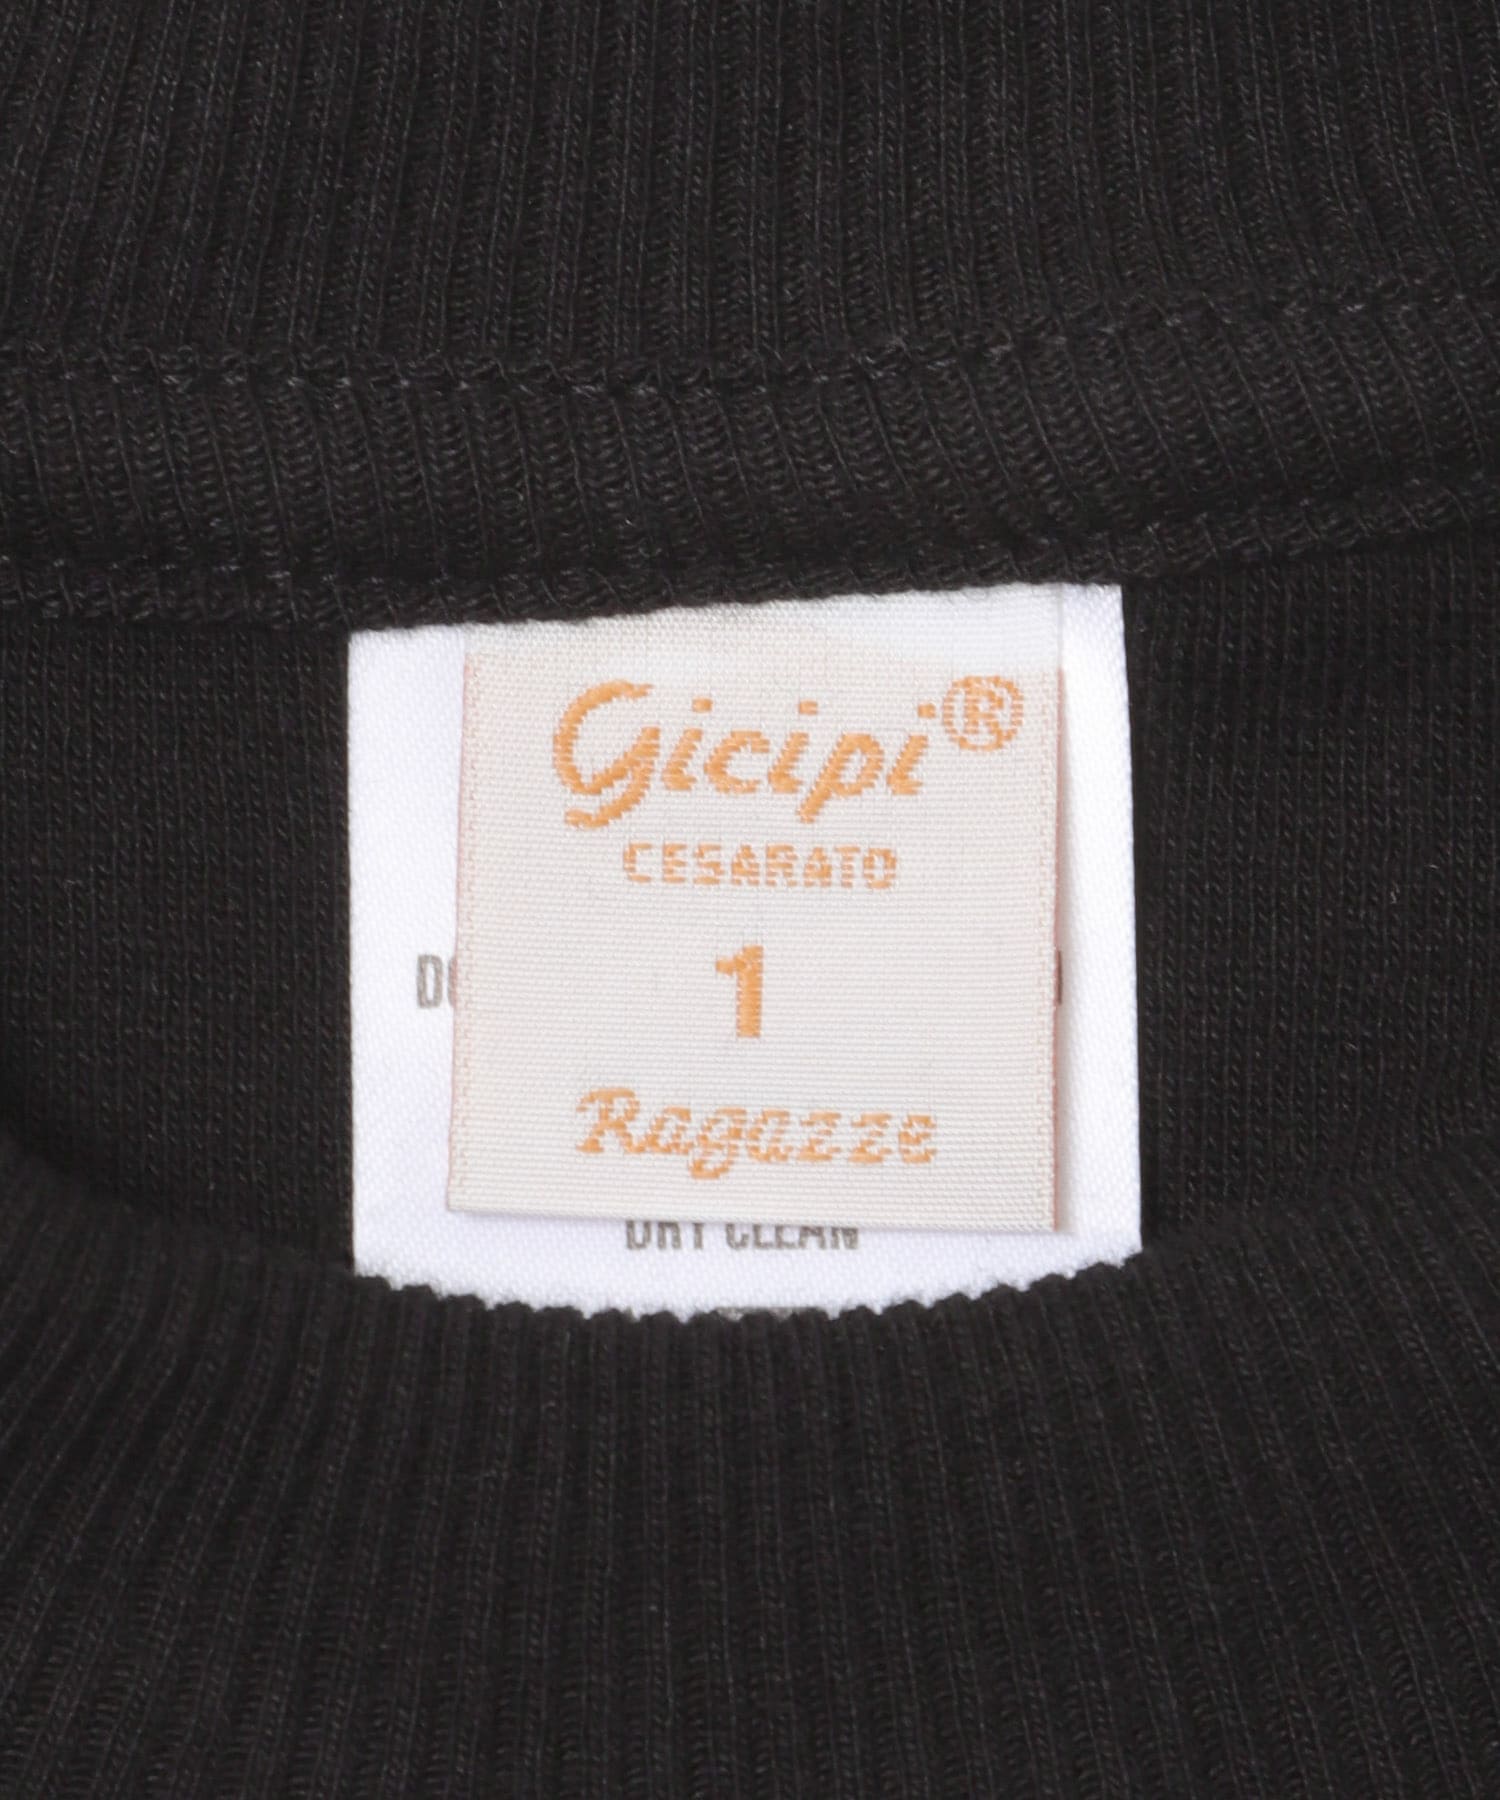 Gicipi®
CESARATO
1
Ragazze
DRY CLEAN